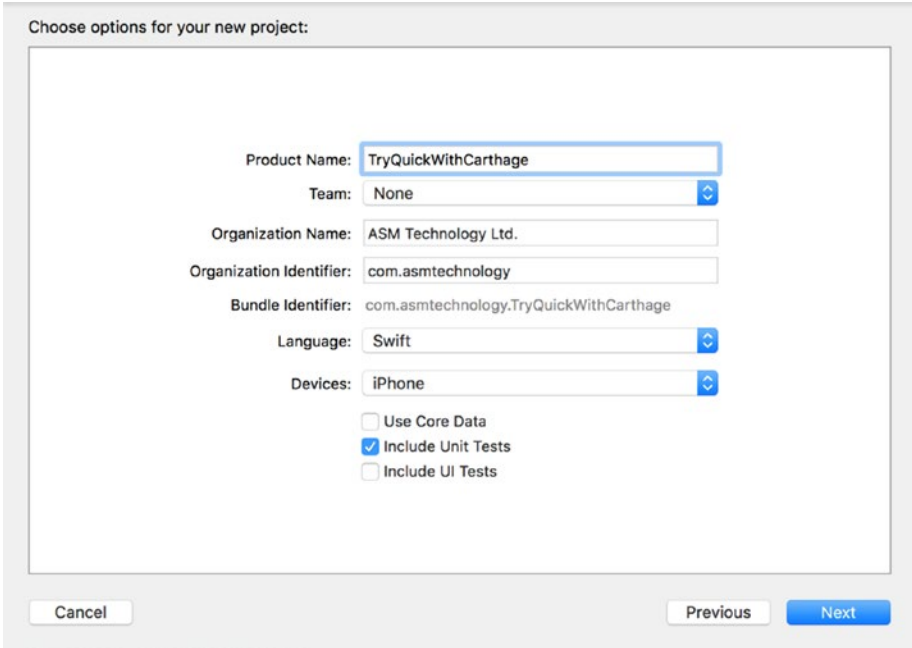 Choose options for your new project:
Product Name: TryQuickWithCarthage
Team: None
Organization Name: ASM Technology Ltd.
Organization Identifier: com.asmtechnology
Bundle Identifier: com.asmtechnology.TryQuickWithCarthage
Language: Swift
Devices: iPhone
Use Core Data
Include Unit Tests
Include UI Tests
Cancel Previous Next